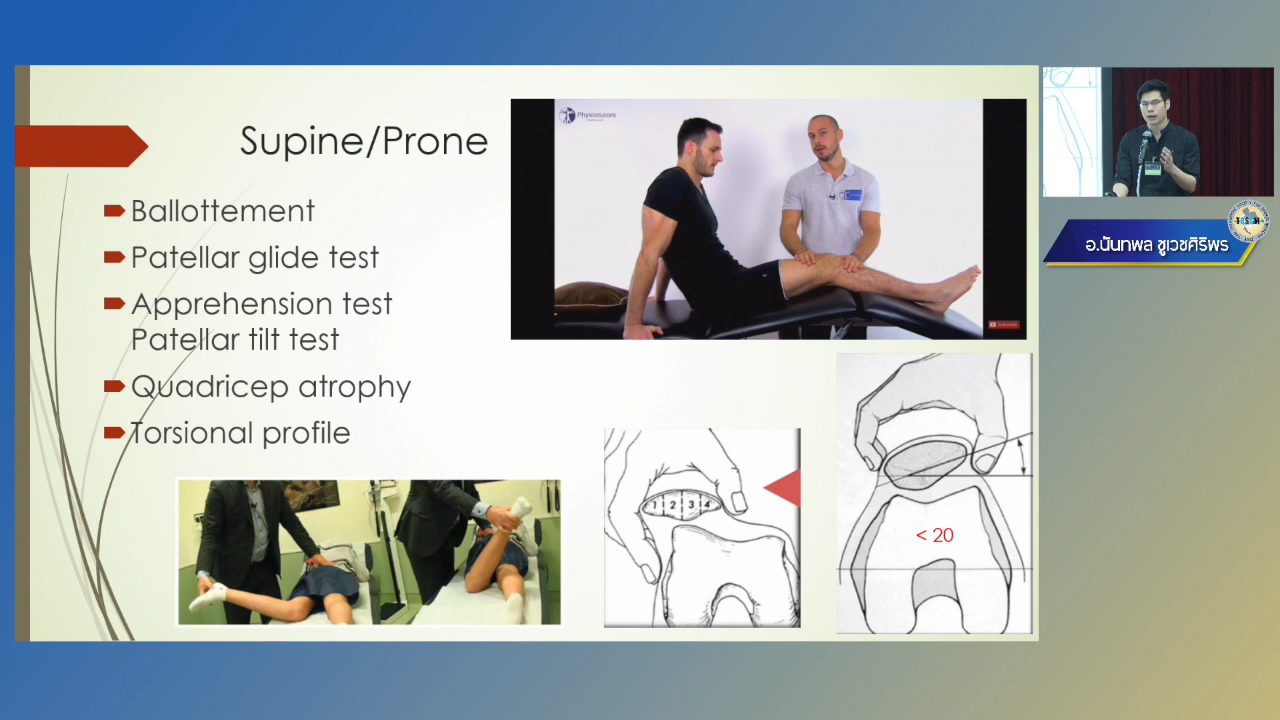 Supine/Prone
Ballottement
Patellar glide test
Apprehension test
Patellar tilt test
Quadricep atrophy
Torsional profile
Physiotutors
Subscribe
1 2 3 4
< 20
อ.นันทพล ชูเวชศิริพร